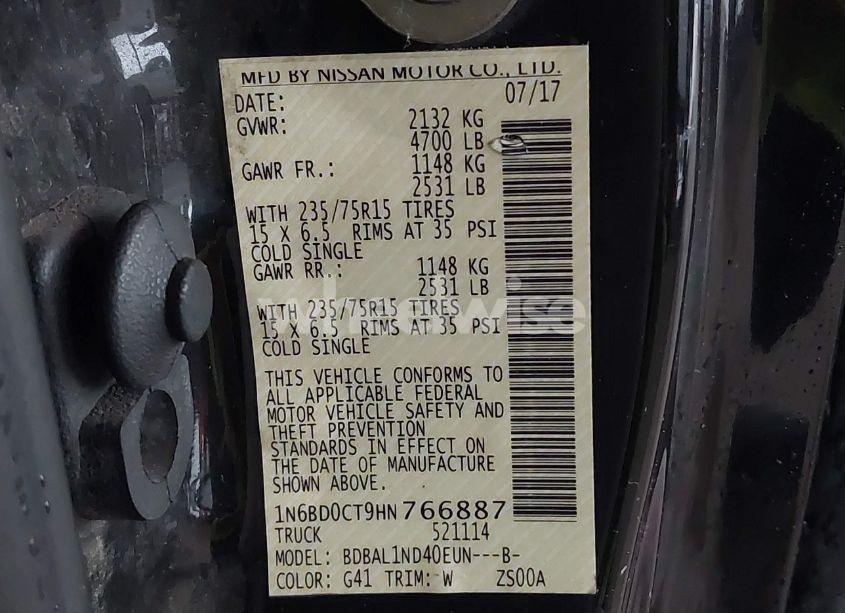 MFD BY NISSAN MOTOR CO., LTD.
DATE: 07/17
GVWR: 2132 KG
4700 LB
GAWR FR.: 1148 KG
2531 LB
WITH 235/75R15 TIRES
15 X 6.5 RIMS AT 35 PSI
COLD SINGLE
GAWR RR.: 1148 KG
2531 LB
WITH 235/75R15 TIRES
15 X 6.5 RIMS AT 35 PSI
COLD SINGLE
THIS VEHICLE CONFORMS TO
ALL APPLICABLE FEDERAL
MOTOR VEHICLE SAFETY AND
THEFT PREVENTION
STANDARDS IN EFFECT ON
THE DATE OF MANUFACTURE
SHOWN ABOVE.
1N6BD0CT9HN766887
TRUCK 521114
MODEL: BDBAL1ND40EUN---B-
COLOR: G41 TRIM: W ZS00A